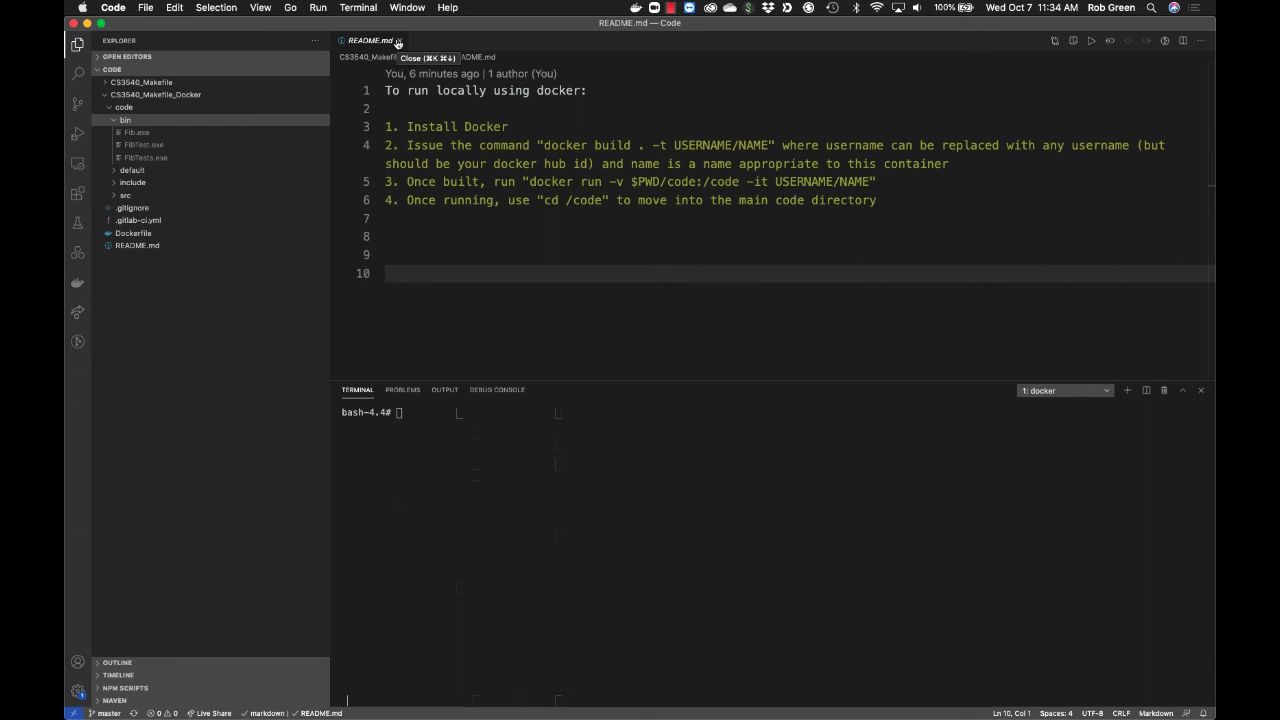 Code File Edit Selection View Go Run Terminal Window Help
100% Wed Oct 7 11:34 AM Rob Green
README.md — Code
EXPLORER
README.md
OPEN EDITORS
CS3540_Makefil
Close (⌘K ⌘↓)
ADME.md
CODE
CS3540_Makefile
CS3540_Makefile_Docker
code
bin
Fib.exe
FibTest.exe
FibTests.exe
default
include
src
.gitignore
.gitlab-ci.yml
Dockerfile
README.md
You, 6 minutes ago | 1 author (You)
1 To run locally using docker:
2
3 1. Install Docker
4 2. Issue the command "docker build . -t USERNAME/NAME" where username can be replaced with any username (but
should be your docker hub id) and name is a name appropriate to this container
5 3. Once built, run "docker run -v $PWD/code:/code -it USERNAME/NAME"
6 4. Once running, use "cd /code" to move into the main code directory
7
8
9
10
TERMINAL PROBLEMS OUTPUT DEBUG CONSOLE
1: docker
bash-4.4#
OUTLINE
TIMELINE
NPM SCRIPTS
MAVEN
1
master 0 0 Live Share markdown README.md
Ln 10, Col 1 Spaces: 4 UTF-8 CRLF Markdown